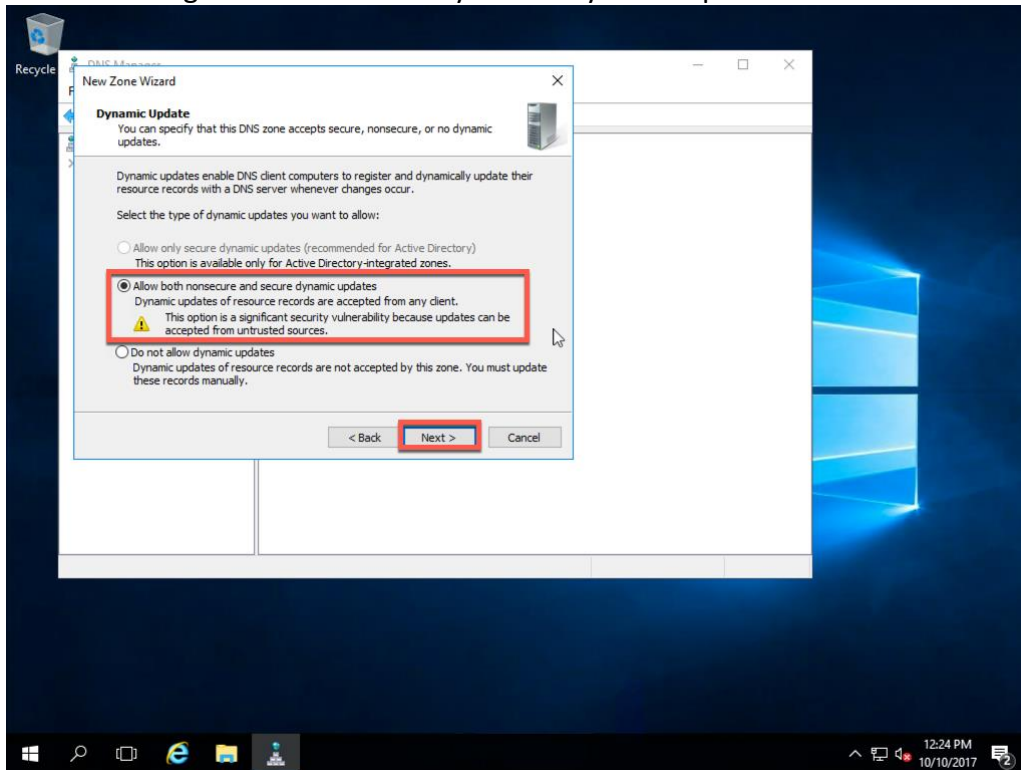 Recycle
DNS Manager
New Zone Wizard
Dynamic Update
You can specify that this DNS zone accepts secure, nonsecure, or no dynamic
updates.
Dynamic updates enable DNS client computers to register and dynamically update their
resource records with a DNS server whenever changes occur.
Select the type of dynamic updates you want to allow:
Allow only secure dynamic updates (recommended for Active Directory)
This option is available only for Active Directory-integrated zones.
Allow both nonsecure and secure dynamic updates
Dynamic updates of resource records are accepted from any client.
This option is a significant security vulnerability because updates can be
accepted from untrusted sources.
Do not allow dynamic updates
Dynamic updates of resource records are not accepted by this zone. You must update
these records manually.
< Back
Next >
Cancel
12:24 PM
10/10/2017
2